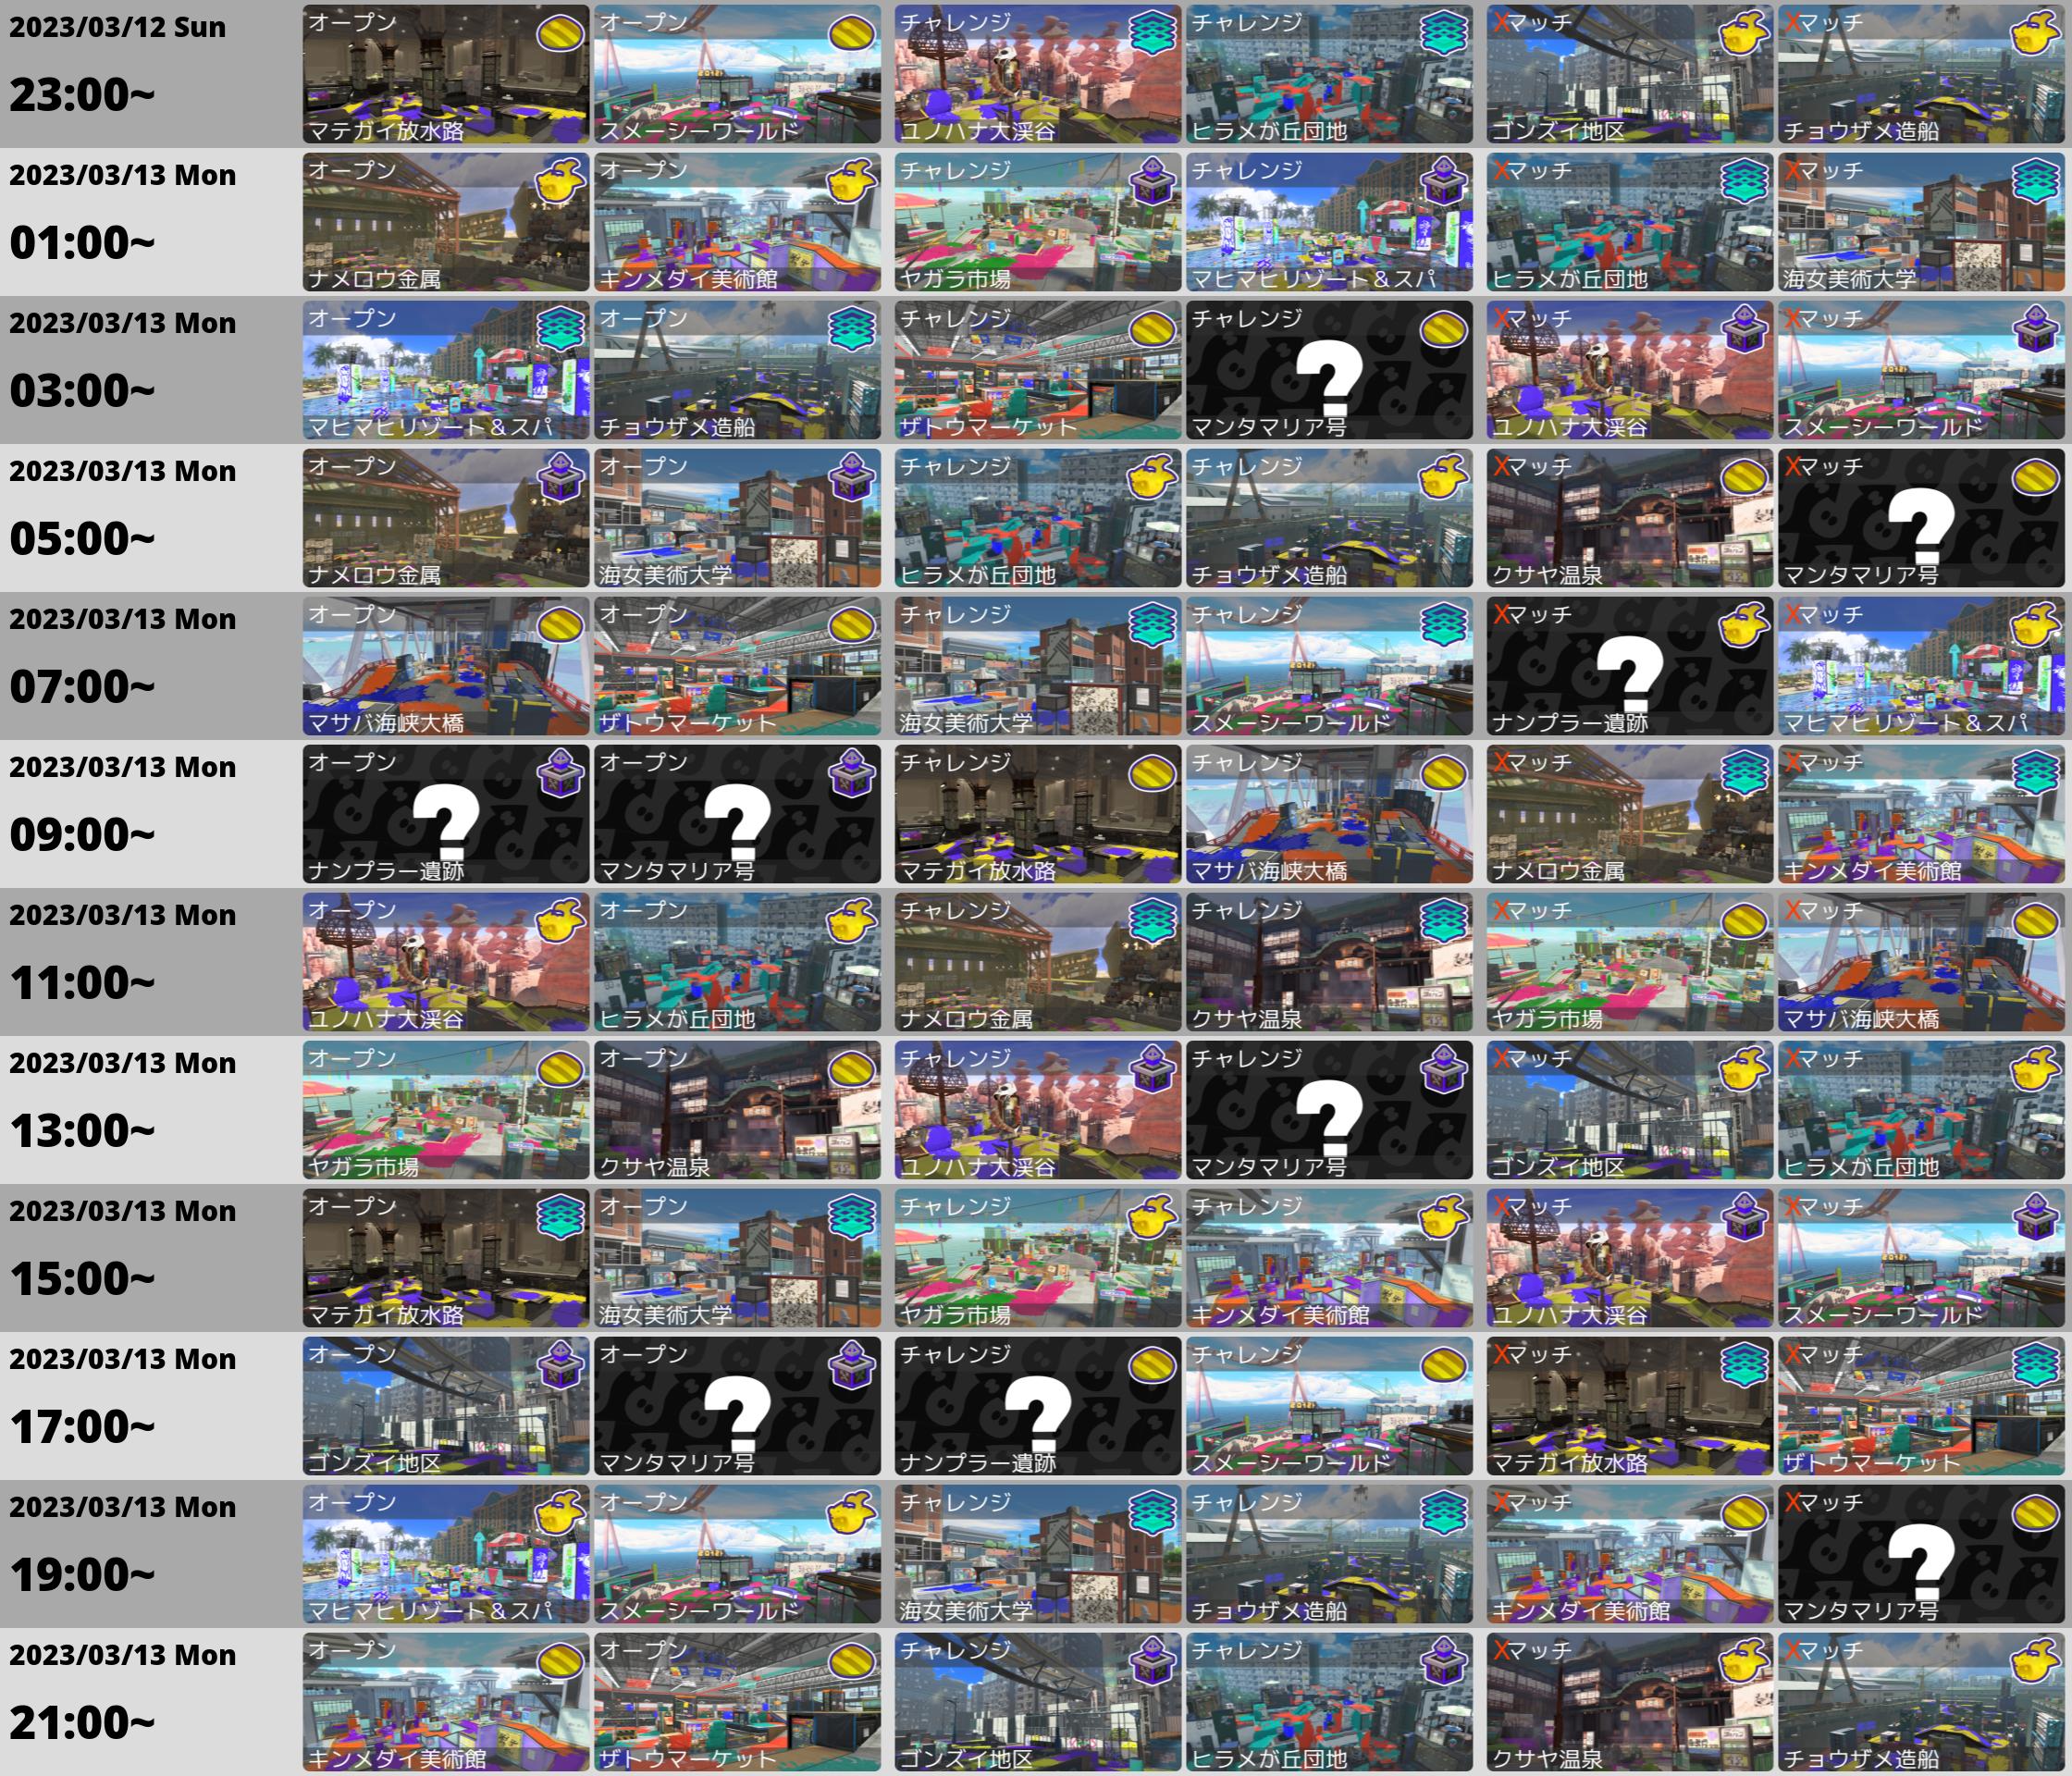 2023/03/12 Sun
23:00~
オープン
マテガイ放水路
オープン
スメーシーワールド
チャレンジ
ユノハナ大渓谷
チャレンジ
ヒラメが丘団地
Xマッチ
ゴンズイ地区
Xマッチ
チョウザメ造船
2023/03/13 Mon
01:00~
オープン
ナメロウ金属
オープン
キンメダイ美術館
チャレンジ
ヤガラ市場
チャレンジ
マヒマヒリゾート&スパ
Xマッチ
ヒラメが丘団地
Xマッチ
海女美術大学
2023/03/13 Mon
03:00~
オープン
マヒマヒリゾート&スパ
オープン
チョウザメ造船
チャレンジ
ザトウマーケット
チャレンジ
?
マンタマリア号
Xマッチ
ユノハナ大渓谷
Xマッチ
スメーシーワールド
2023/03/13 Mon
05:00~
オープン
ナメロウ金属
オープン
海女美術大学
チャレンジ
ヒラメが丘団地
チャレンジ
チョウザメ造船
Xマッチ
クサヤ温泉
Xマッチ
?
マンタマリア号
2023/03/13 Mon
07:00~
オープン
マサバ海峡大橋
オープン
ザトウマーケット
チャレンジ
海女美術大学
チャレンジ
スメーシーワールド
Xマッチ
?
ナンプラー遺跡
Xマッチ
マヒマヒリゾート&スパ
2023/03/13 Mon
09:00~
オープン
?
ナンプラー遺跡
オープン
?
マンタマリア号
チャレンジ
マテガイ放水路
チャレンジ
マサバ海峡大橋
Xマッチ
ナメロウ金属
Xマッチ
キンメダイ美術館
2023/03/13 Mon
11:00~
オープン
ユノハナ大渓谷
オープン
ヒラメが丘団地
チャレンジ
ナメロウ金属
チャレンジ
クサヤ温泉
Xマッチ
ヤガラ市場
Xマッチ
マサバ海峡大橋
2023/03/13 Mon
13:00~
オープン
ヤガラ市場
オープン
クサヤ温泉
チャレンジ
ユノハナ大渓谷
チャレンジ
?
マンタマリア号
Xマッチ
ゴンズイ地区
Xマッチ
ヒラメが丘団地
2023/03/13 Mon
15:00~
オープン
マテガイ放水路
オープン
海女美術大学
チャレンジ
ヤガラ市場
チャレンジ
キンメダイ美術館
Xマッチ
ユノハナ大渓谷
Xマッチ
スメーシーワールド
2023/03/13 Mon
17:00~
オープン
ゴンズイ地区
オープン
?
マンタマリア号
チャレンジ
?
ナンプラー遺跡
チャレンジ
スメーシーワールド
Xマッチ
マテガイ放水路
Xマッチ
ザトウマーケット
2023/03/13 Mon
19:00~
オープン
マヒマヒリゾート&スパ
オープン
スメーシーワールド
チャレンジ
海女美術大学
チャレンジ
チョウザメ造船
Xマッチ
キンメダイ美術館
Xマッチ
?
マンタマリア号
2023/03/13 Mon
21:00~
オープン
キンメダイ美術館
オープン
ザトウマーケット
チャレンジ
ゴンズイ地区
チャレンジ
ヒラメが丘団地
Xマッチ
クサヤ温泉
Xマッチ
チョウザメ造船